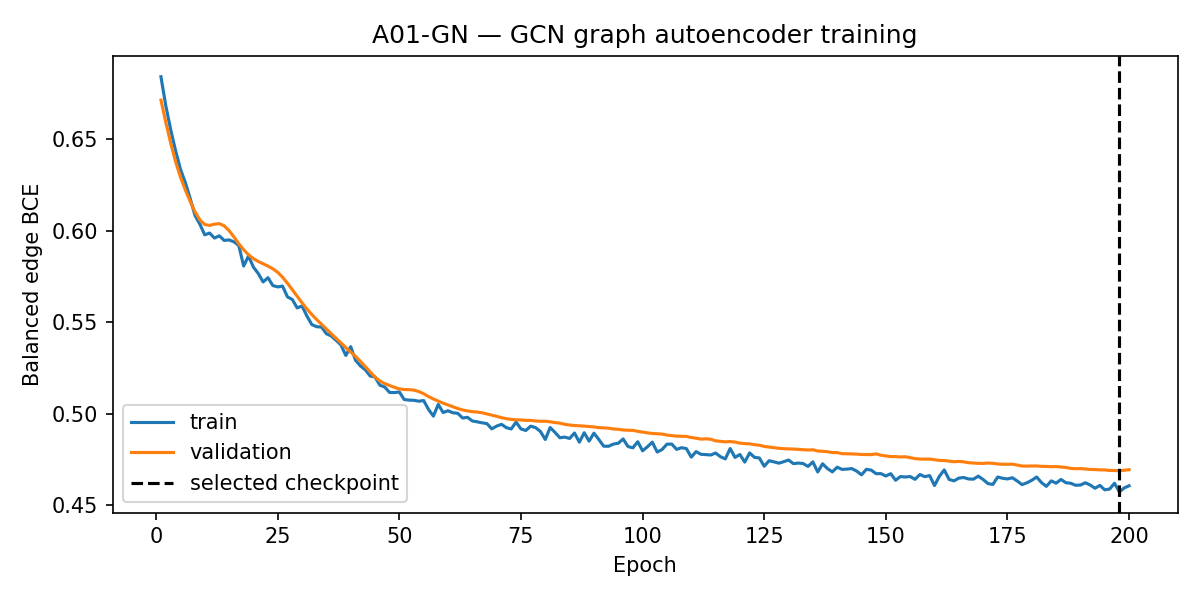 A01-GN — GCN graph autoencoder training
Balanced edge BCE
0.65
0.60
0.55
0.50
0.45
train
validation
selected checkpoint
0 25 50 75 100 125 150 175 200
Epoch